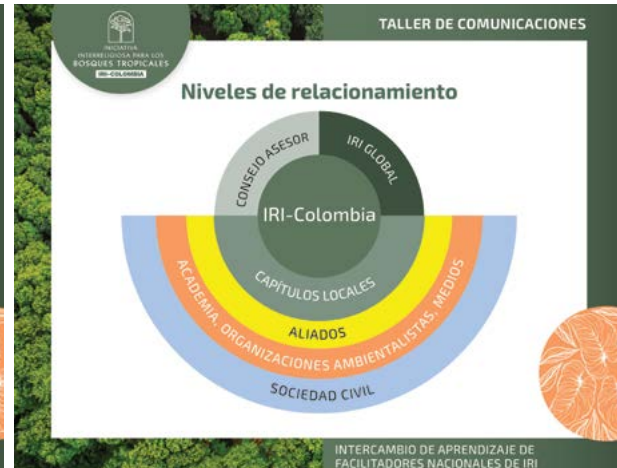 TALLER DE COMUNICACIONES
INICIATIVA
INTERRELIGIOSA PARA LOS
BOSQUES TROPICALES
IRI-COLOMBIA
Niveles de relacionamiento
CONSEJO ASESOR
IRI GLOBAL
IRI-Colombia
CAPÍTULOS LOCALES
ALIADOS
ACADEMIA, ORGANIZACIONES AMBIENTALISTAS, MEDIOS
SOCIEDAD CIVIL
INTERCAMBIO DE APRENDIZAJE DE
FACILITADORES NACIONALES DE IRI